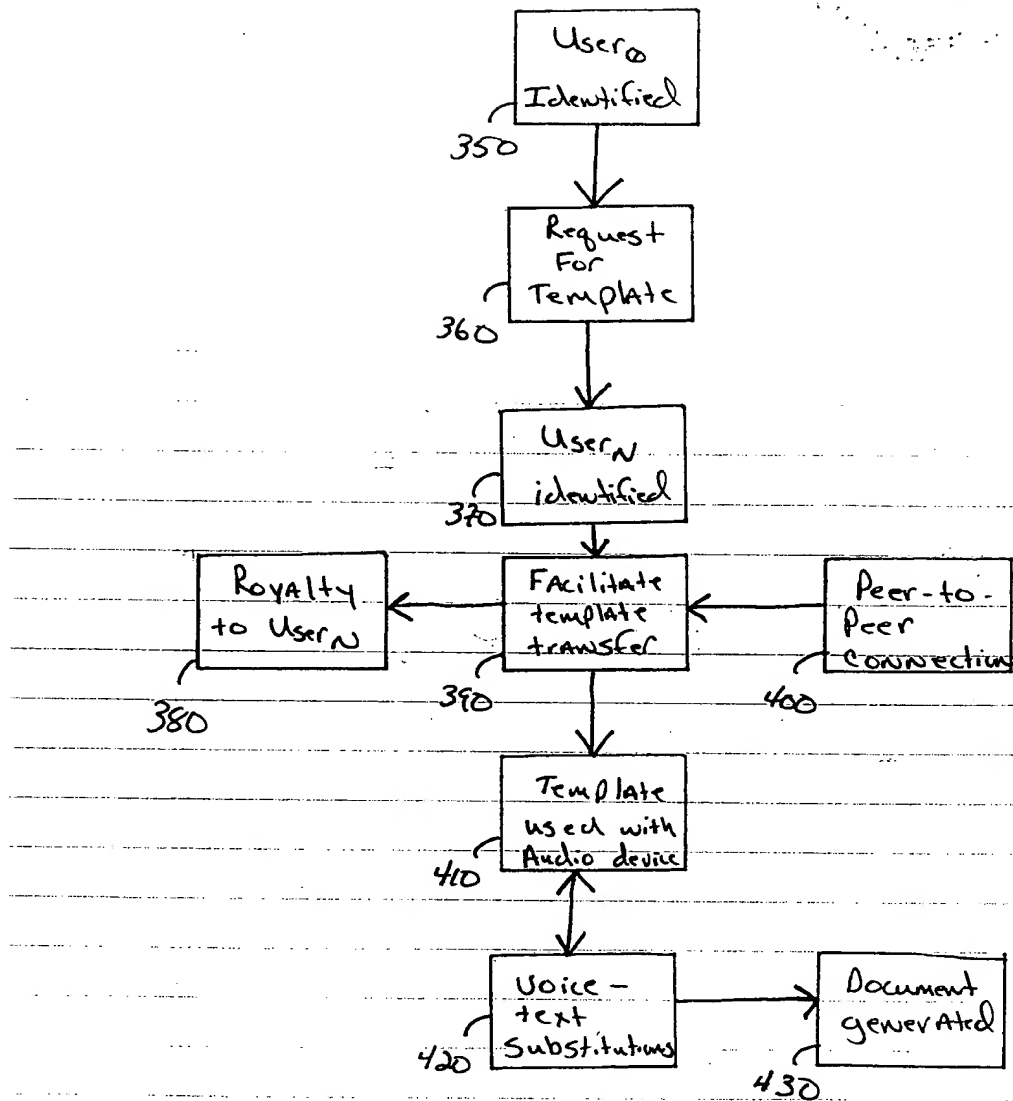 User0
Identified
350
Request
For
Template
360
UserN
identified
370
Royalty
to UserN
380
Facilitate
template
transfer
390
Peer-to-
Peer
Connection
400
Template
used with
Audio device
410
Voice-
text
Substitutions
420
Document
generated
430